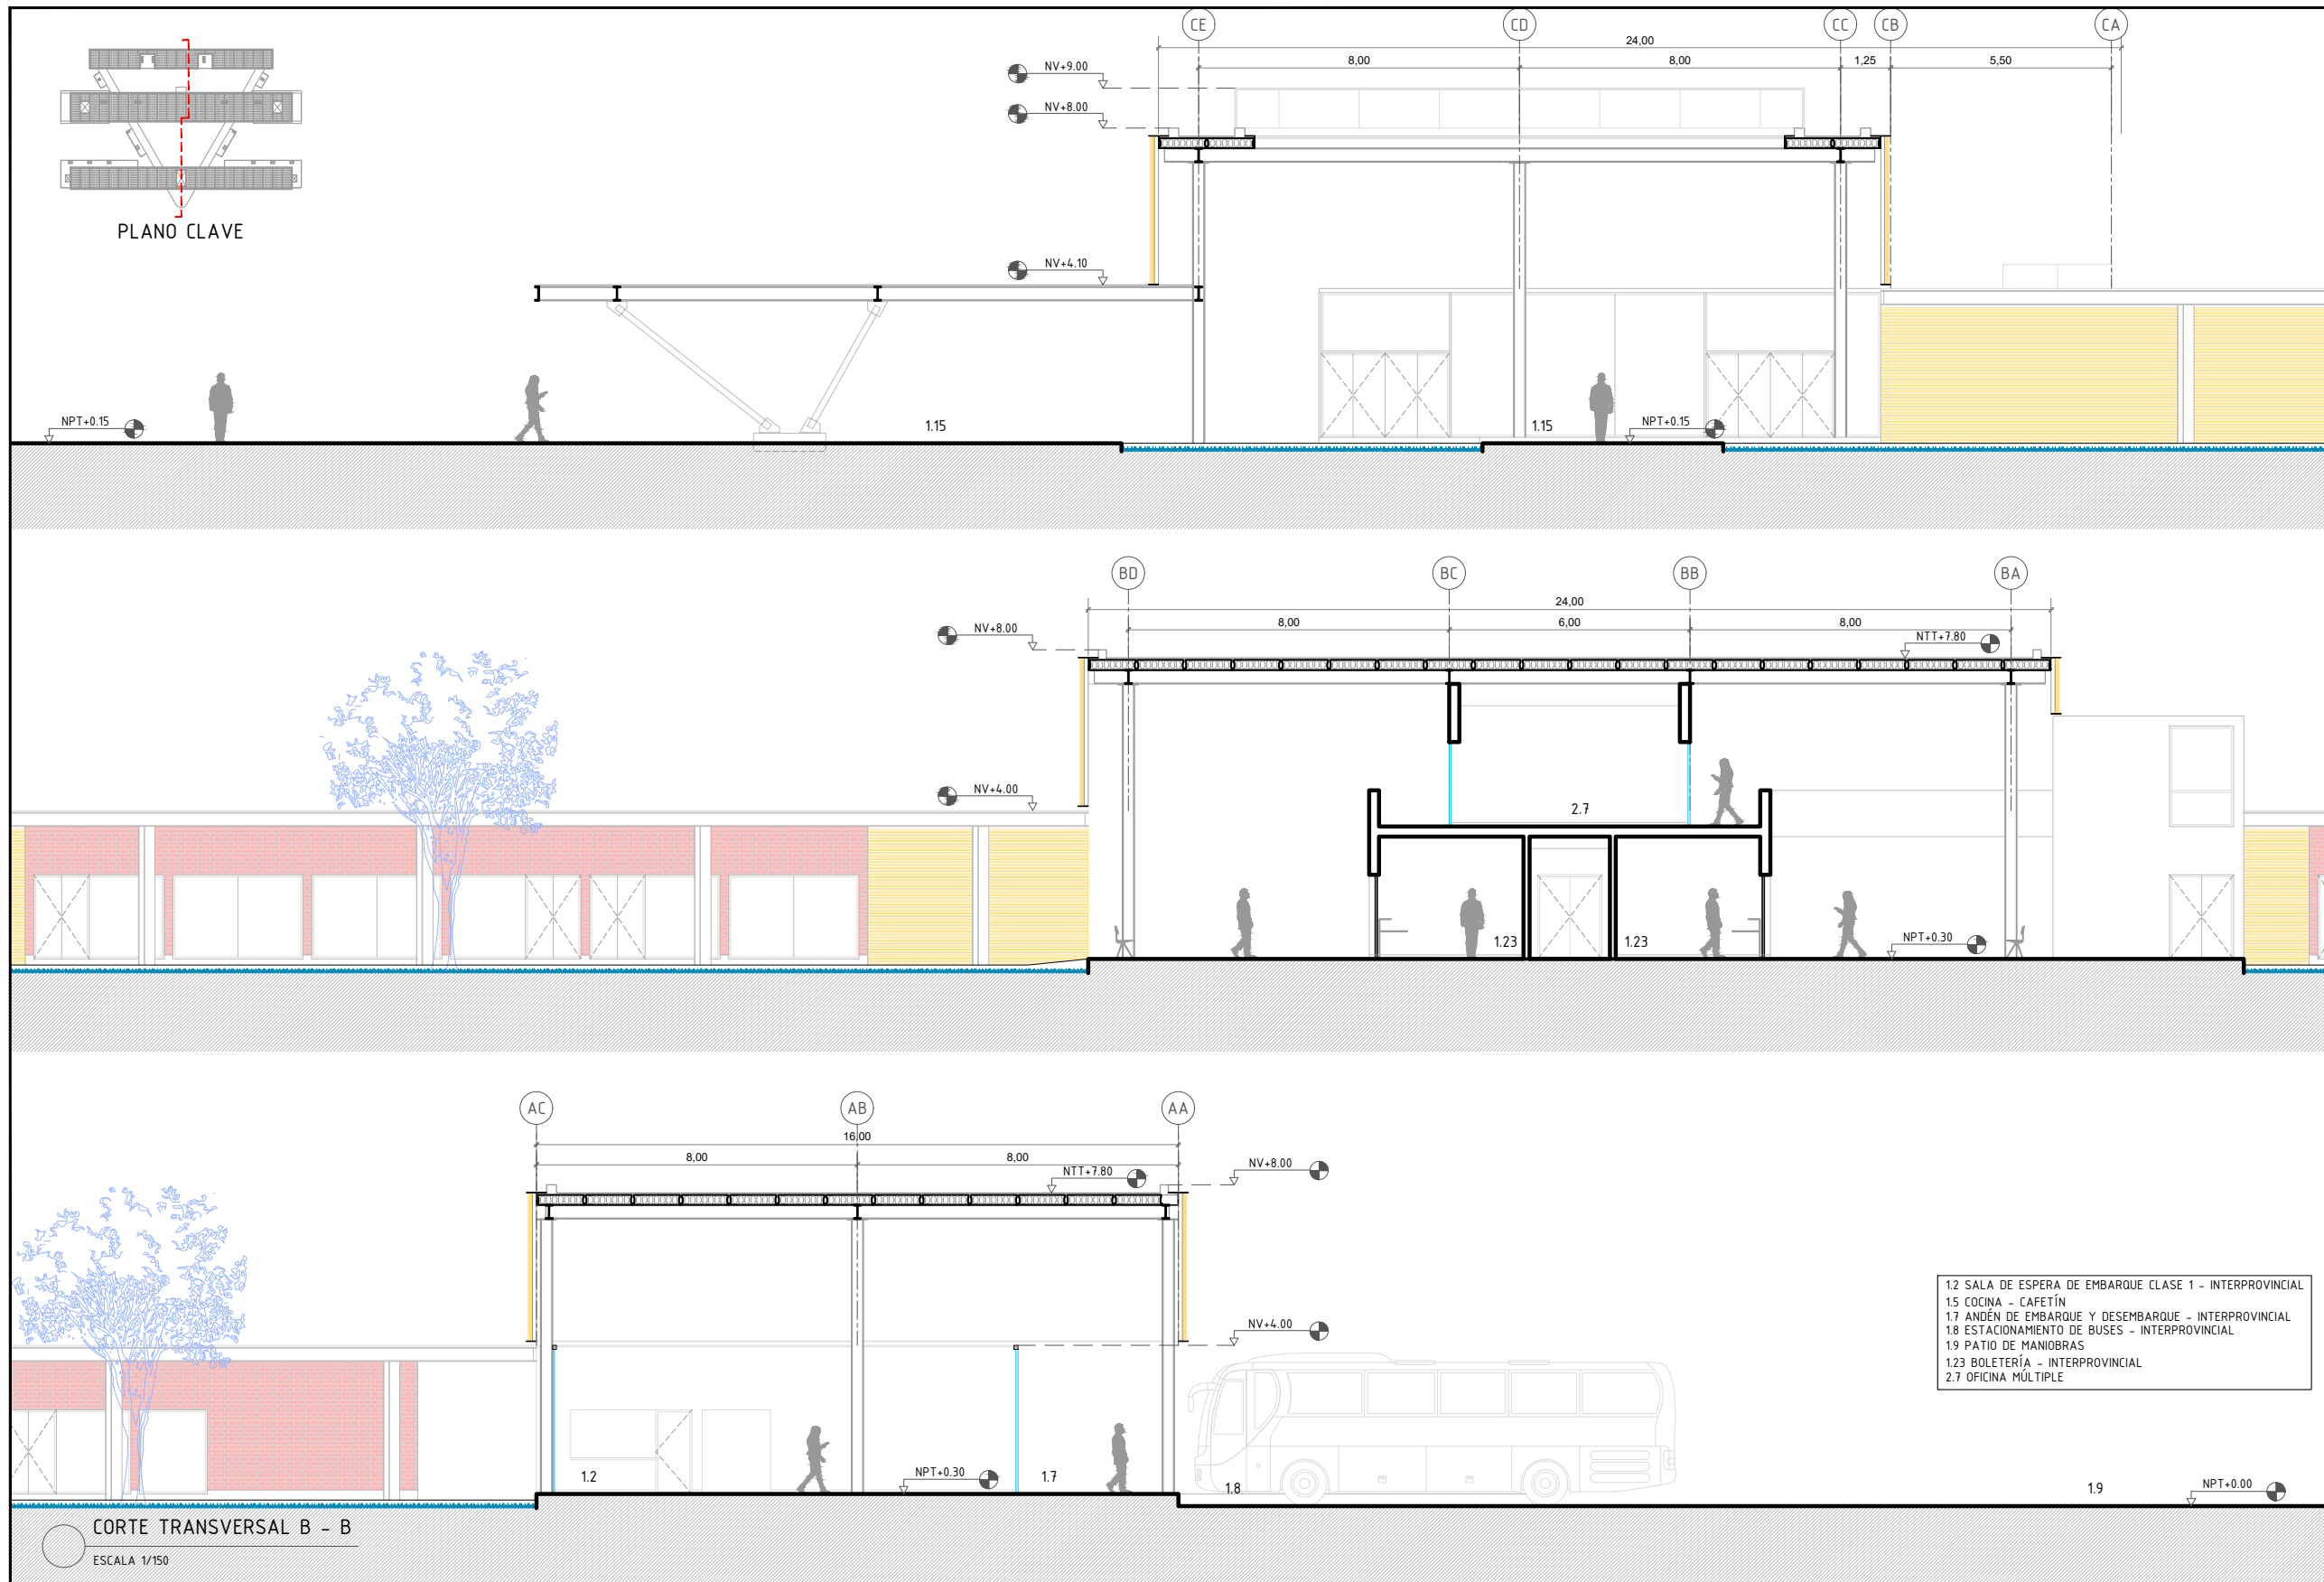 CE
CD
CC
CB
CA
24,00
8,00
8,00
1,25
5,50
NV+9.00
NV+8.00
NV+4.10
PLANO CLAVE
NPT+0.15
1.15
1.15
NPT+0.15
BD
BC
BB
BA
24,00
8,00
6,00
8,00
NV+8.00
NTT+7.80
NV+4.00
2.7
1.23
1.23
NPT+0.30
AC
AB
AA
16,00
8,00
8,00
NTT+7.80
NV+8.00
NV+4.00
1.2 SALA DE ESPERA DE EMBARQUE CLASE 1 - INTERPROVINCIAL
1.5 COCINA - CAFETÍN
1.7 ANDÉN DE EMBARQUE Y DESEMBARQUE - INTERPROVINCIAL
1.8 ESTACIONAMIENTO DE BUSES - INTERPROVINCIAL
1.9 PATIO DE MANIOBRAS
1.23 BOLETERÍA - INTERPROVINCIAL
2.7 OFICINA MÚLTIPLE
1.2
NPT+0.30
1.7
1.8
1.9
NPT+0.00
CORTE TRANSVERSAL B - B
ESCALA 1/150